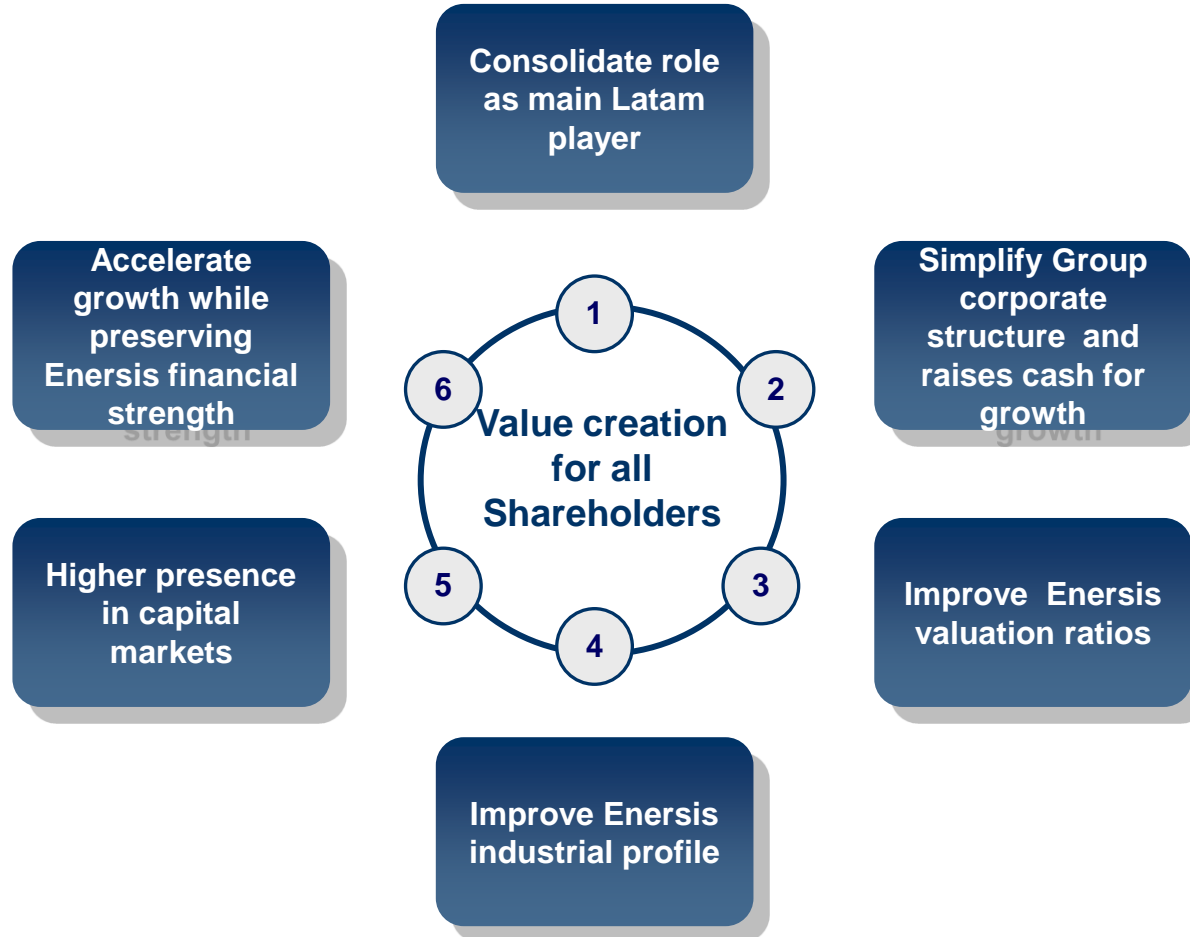 Consolidate role
as main Latam
player
1
Simplify Group
corporate
structure and
raises cash for
growth
2
Improve Enersis
valuation ratios
3
Improve Enersis
industrial profile
4
Higher presence
in capital
markets
5
Accelerate
growth while
preserving
Enersis financial
strength
6
Value creation
for all
Shareholders